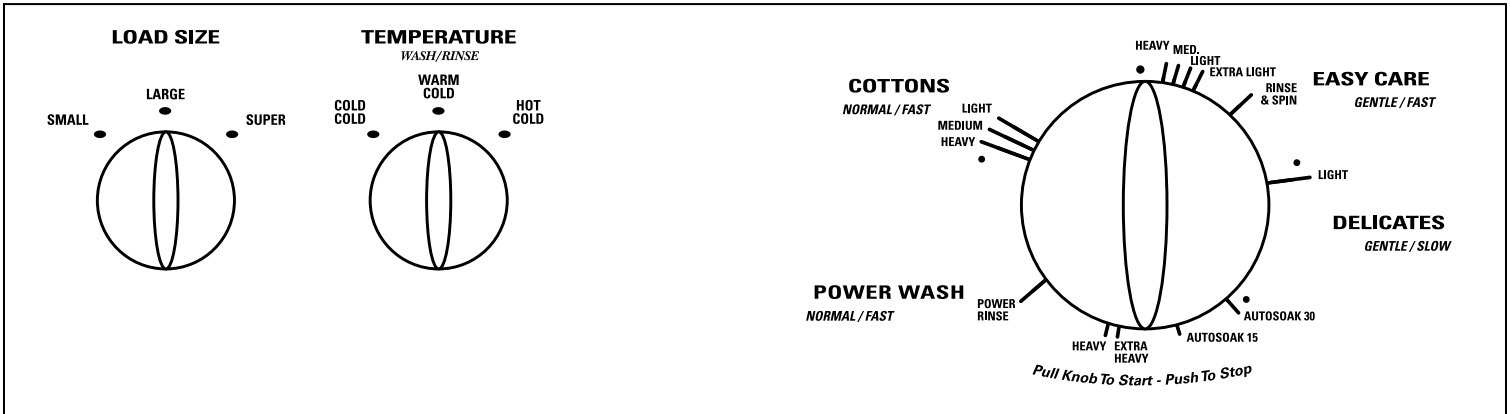 LOAD SIZE
SMALL
LARGE
SUPER
TEMPERATURE
WASH/RINSE
COLD
COLD
WARM
COLD
HOT
COLD
COTTONS
NORMAL / FAST
LIGHT
MEDIUM
HEAVY
HEAVY
MED.
LIGHT
EXTRA LIGHT
RINSE
& SPIN
EASY CARE
GENTLE / FAST
LIGHT
DELICATES
GENTLE / SLOW
AUTOSOAK 30
AUTOSOAK 15
EXTRA
HEAVY
HEAVY
POWER
RINSE
POWER WASH
NORMAL / FAST
Pull Knob To Start - Push To Stop